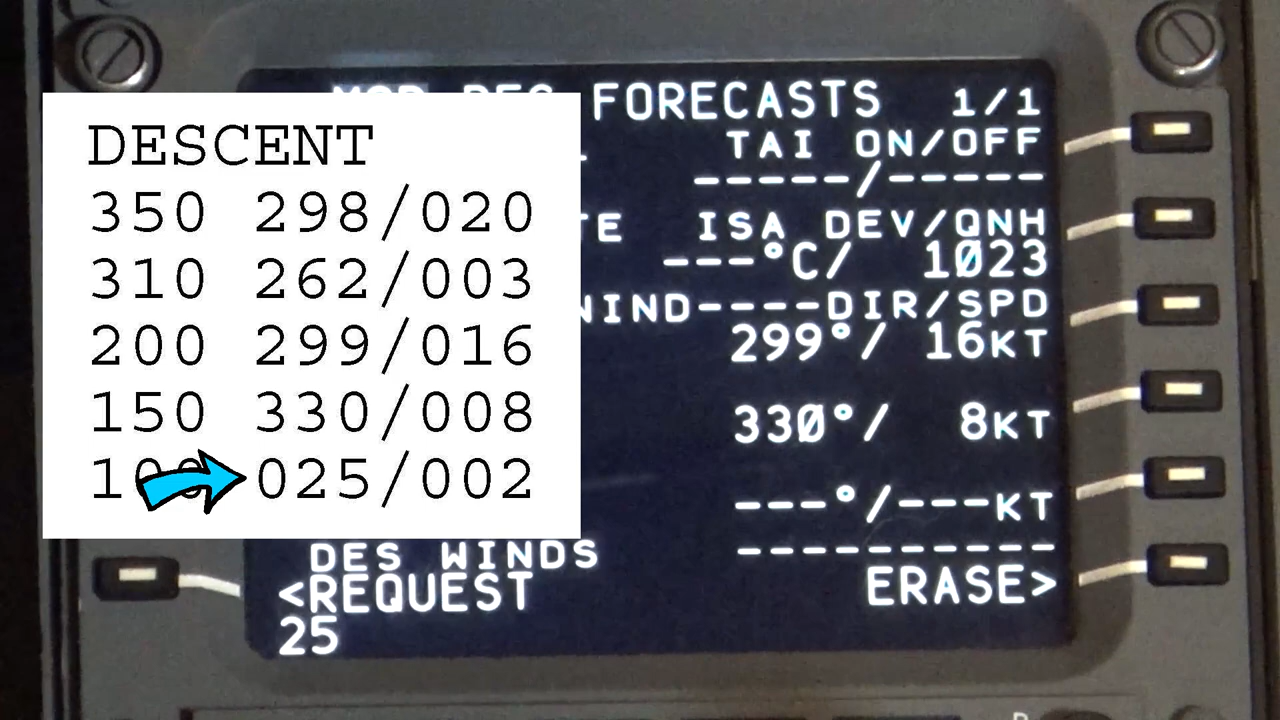 FORECASTS 1/1
TAI ON/OFF
-----/-----
ISA DEV/QNH
---°C/ 1023
WIND----DIR/SPD
299°/ 16KT
330°/ 8KT
---°/---KT
----------
DES WINDS
<REQUEST ERASE>
25
DESCENT
350 298/020
310 262/003
200 299/016
150 330/008
025/002